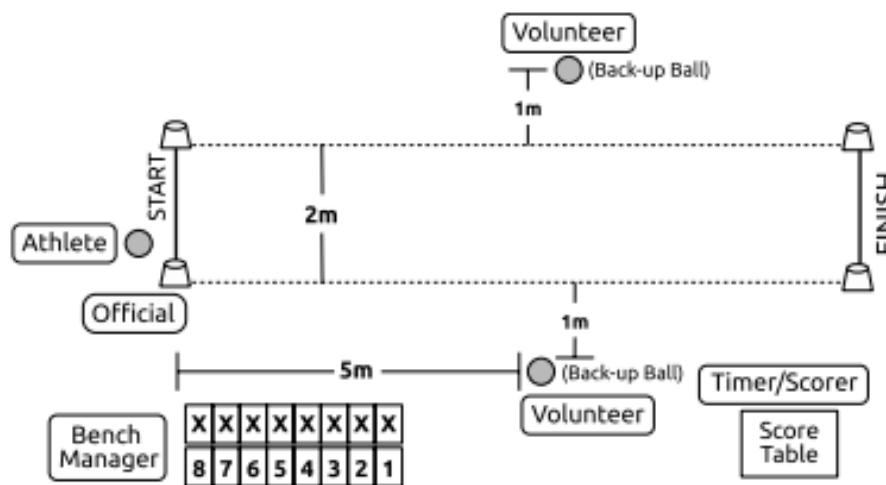 Volunteer
(Back-up Ball)
1m
START
2m
FINISH
Athlete
Official
1m
5m
(Back-up Ball)
Volunteer
Timer/Scorer
Bench
Manager
X X X X X X X X
8 7 6 5 4 3 2 1
Score
Table